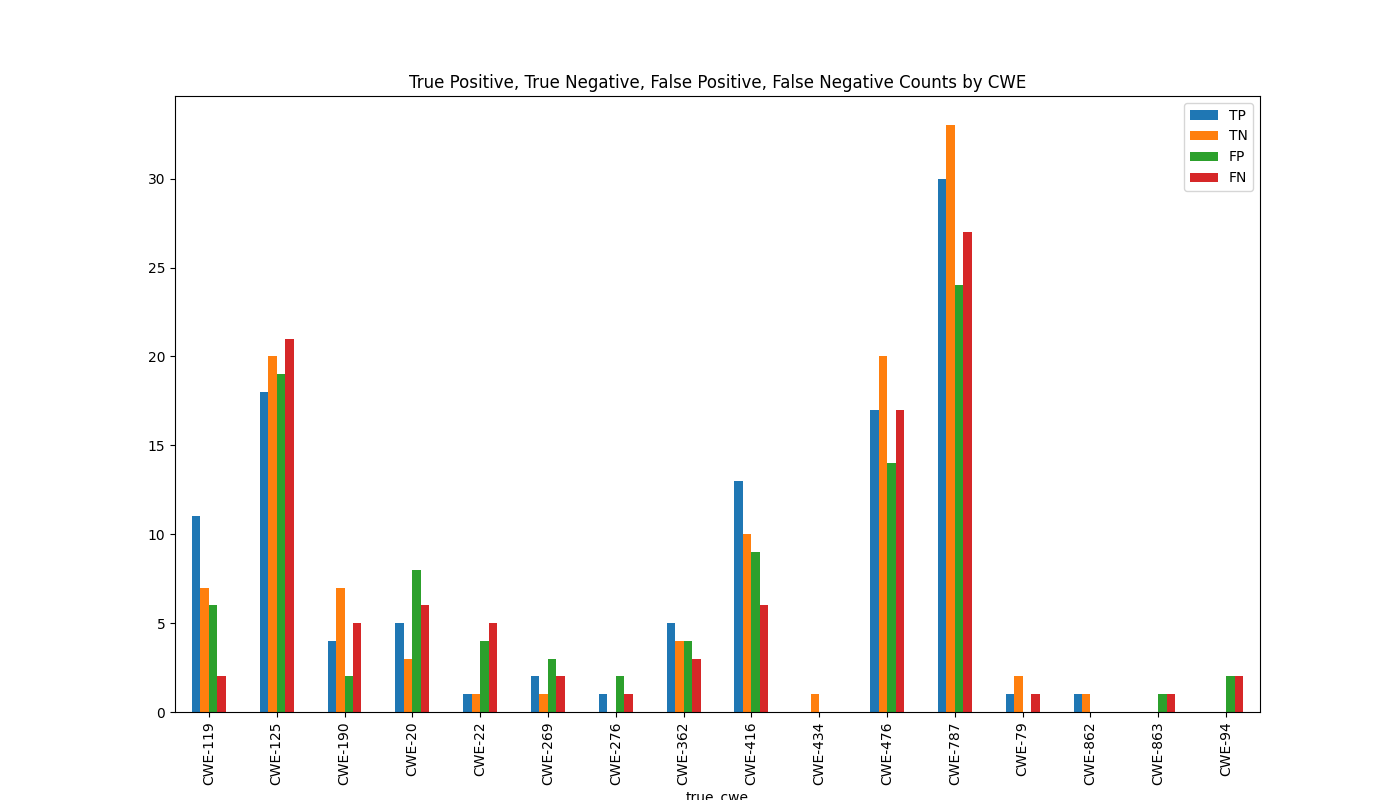 True Positive, True Negative, False Positive, False Negative Counts by CWE
TP
TN
FP
FN
30
25
20
15
10
5
0
CWE-119
CWE-125
CWE-190
CWE-20
CWE-22
CWE-269
CWE-276
CWE-362
CWE-416
CWE-434
CWE-476
CWE-787
CWE-79
CWE-862
CWE-863
CWE-94
true_cwe